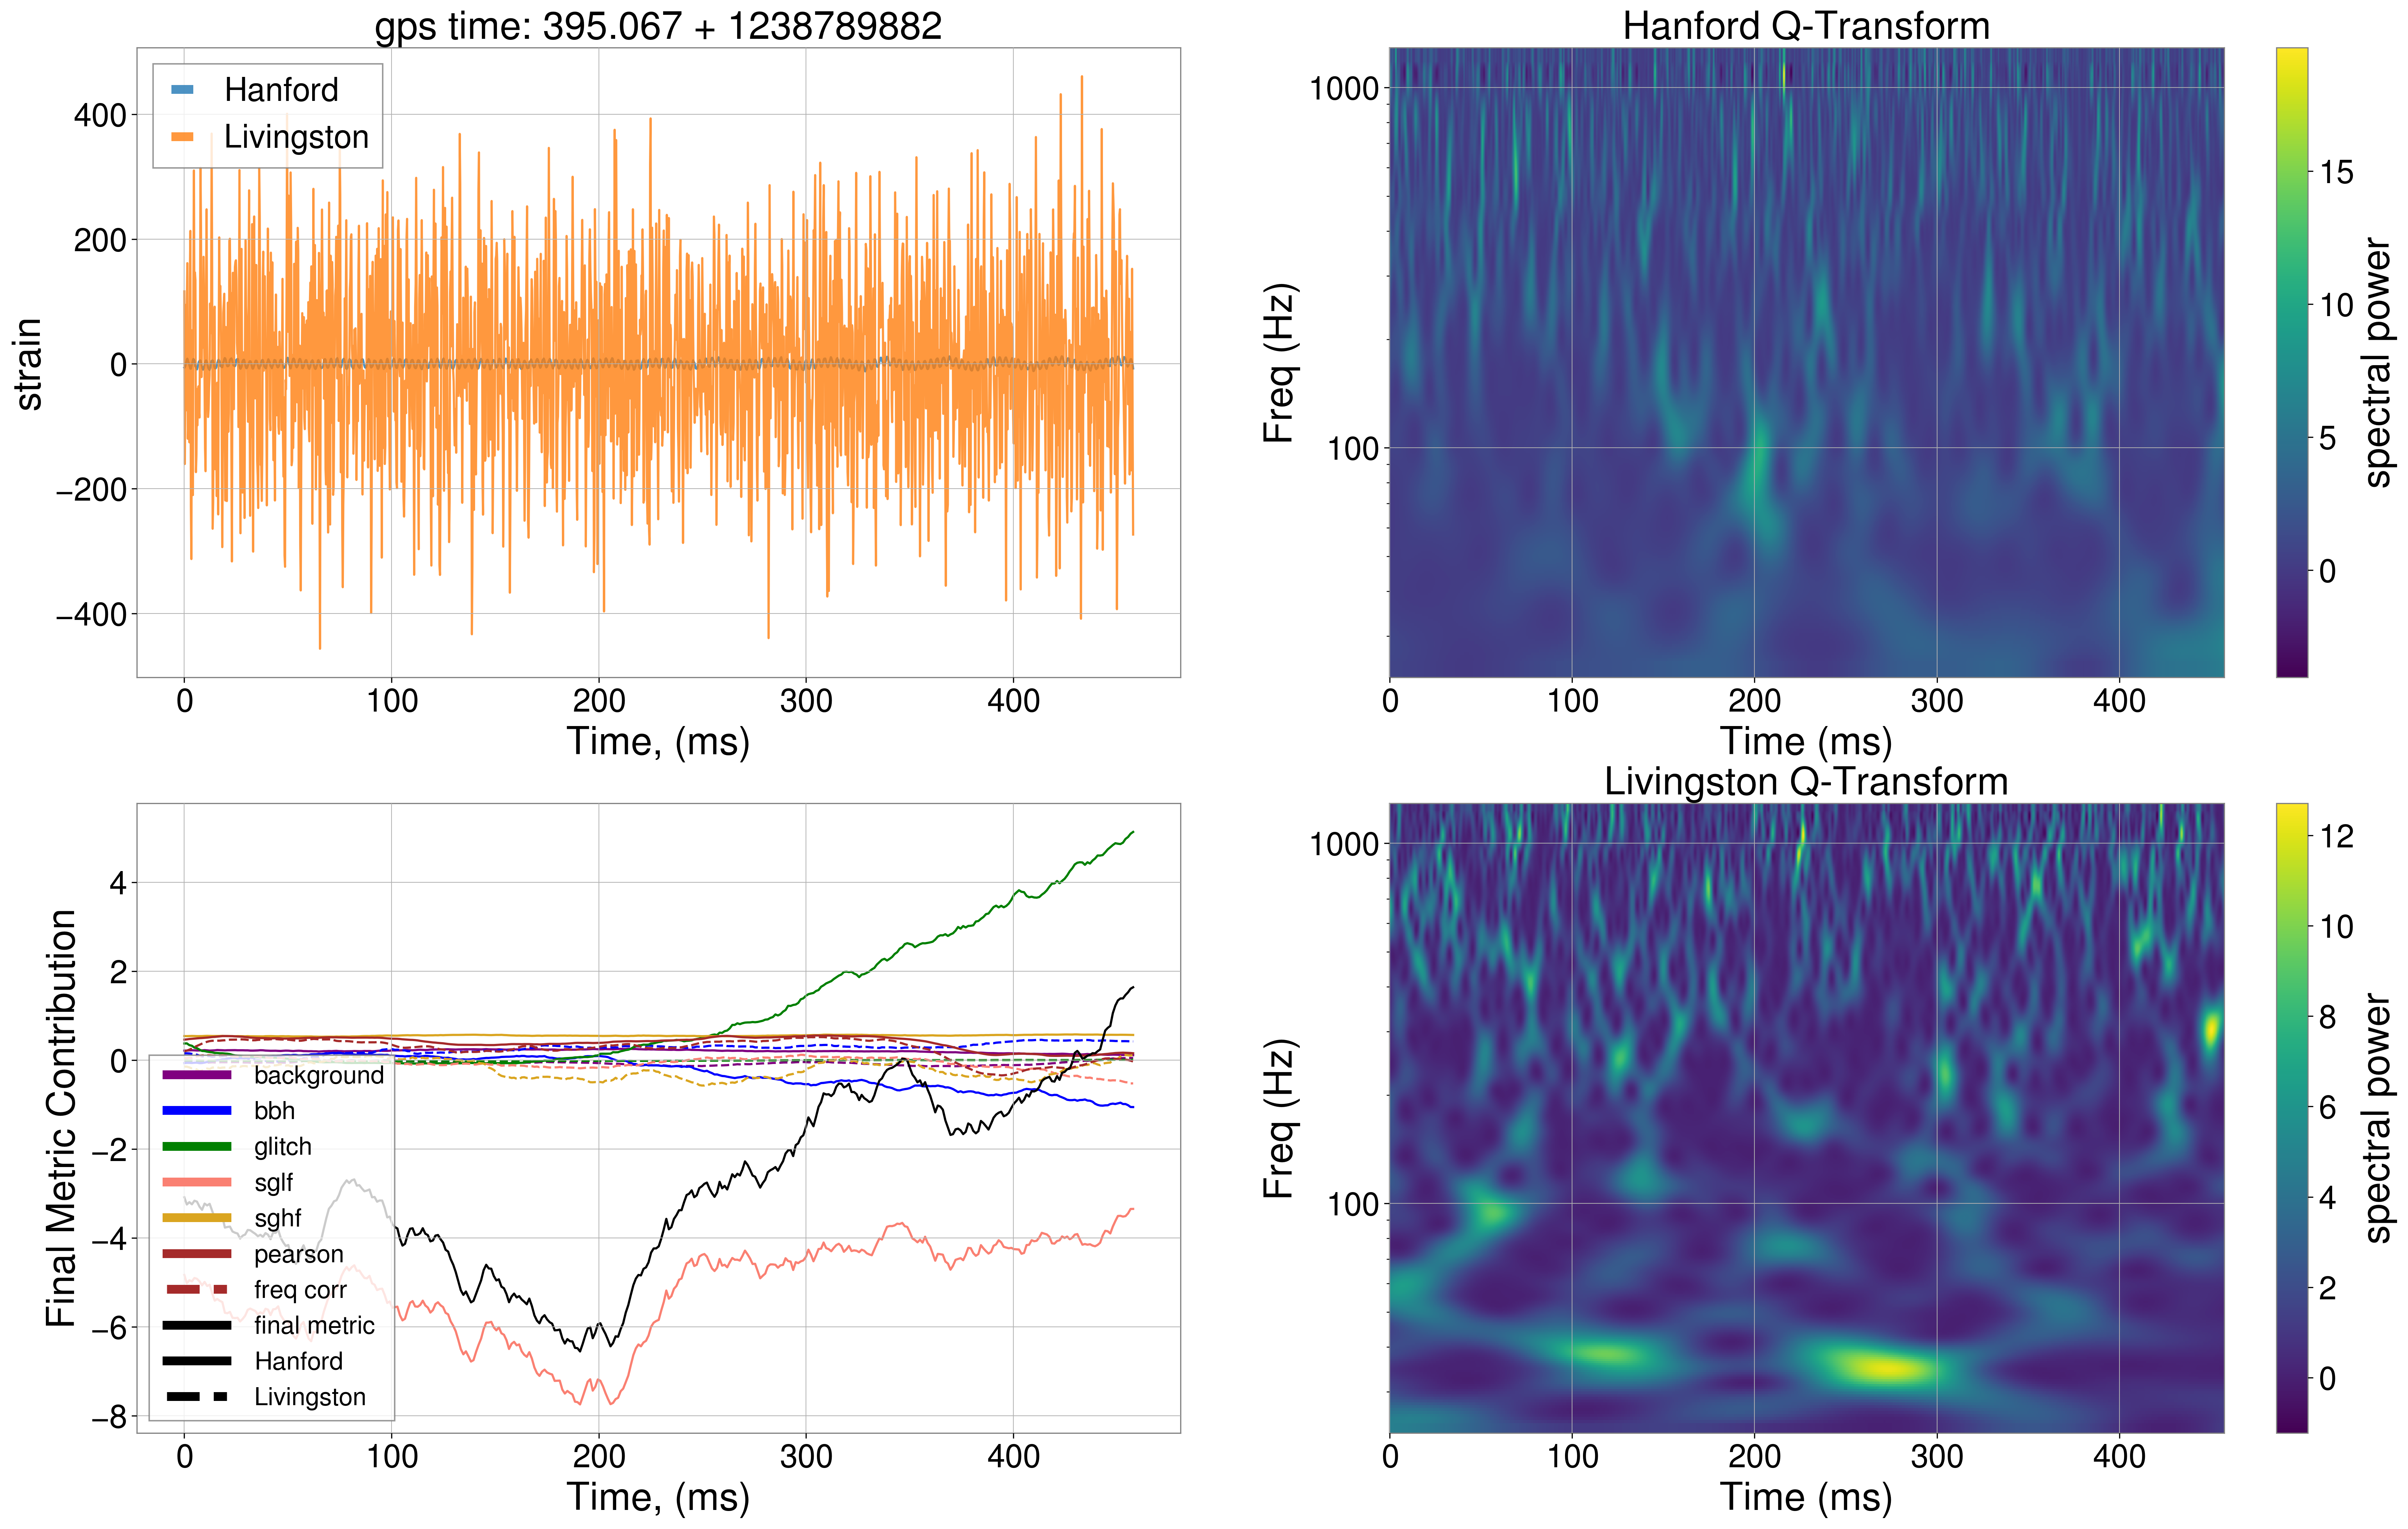 gps time: 395.067 + 1238789882
Hanford
Livingston
400
200
0
−200
−400
strain
0 100 200 300 400
Time, (ms)
Hanford Q-Transform
1000
100
Freq (Hz)
0 100 200 300 400
Time (ms)
15
10
5
0
spectral power
4
2
0
−2
−4
−6
−8
Final Metric Contribution
background
bbh
glitch
sglf
sghf
pearson
freq corr
final metric
Hanford
Livingston
0 100 200 300 400
Time, (ms)
Livingston Q-Transform
1000
100
Freq (Hz)
0 100 200 300 400
Time (ms)
12
10
8
6
4
2
0
spectral power